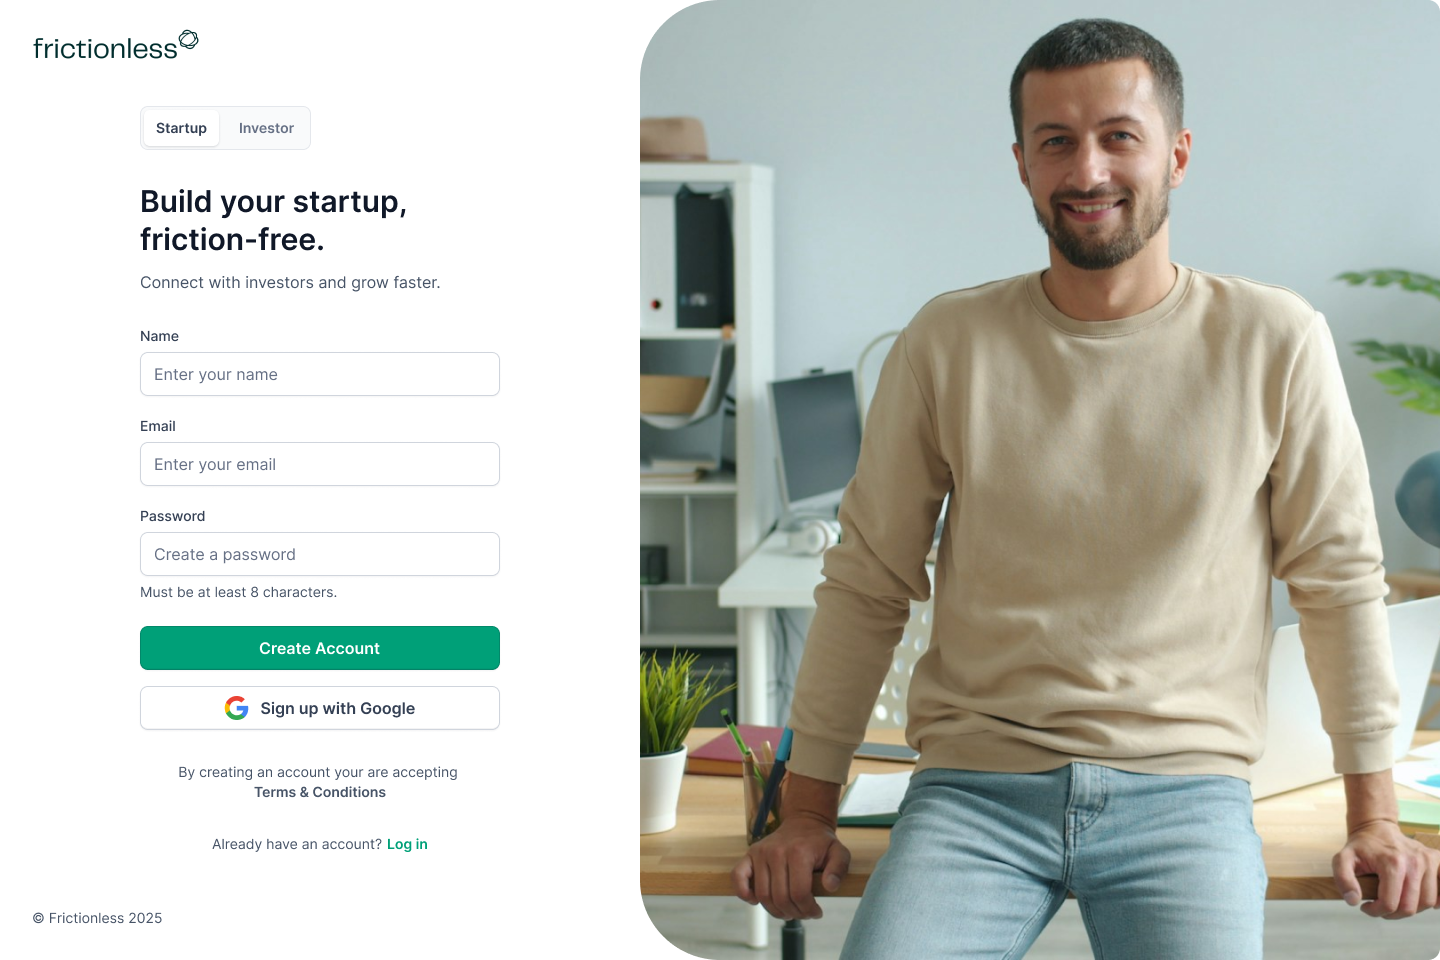 frictionless
Startup
Investor
Build your startup,
friction-free.
Connect with investors and grow faster.
Name
Enter your name
Email
Enter your email
Password
Create a password
Must be at least 8 characters.
Create Account
Sign up with Google
By creating an account your are accepting
Terms & Conditions
Already have an account? Log in
© Frictionless 2025